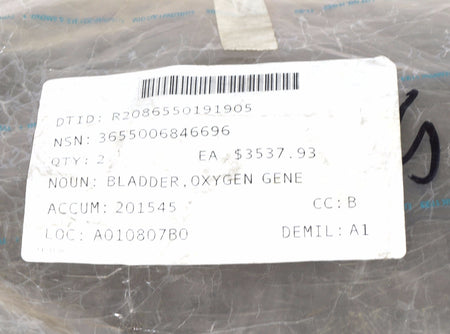 DTID: R2086550191905
NSN: 3655006846696
QTY: 2 EA $3537.93
NOUN: BLADDER,OXYGEN GENE
ACCUM: 201545 CC: B
LOC: A010807B0 DEMIL: A1